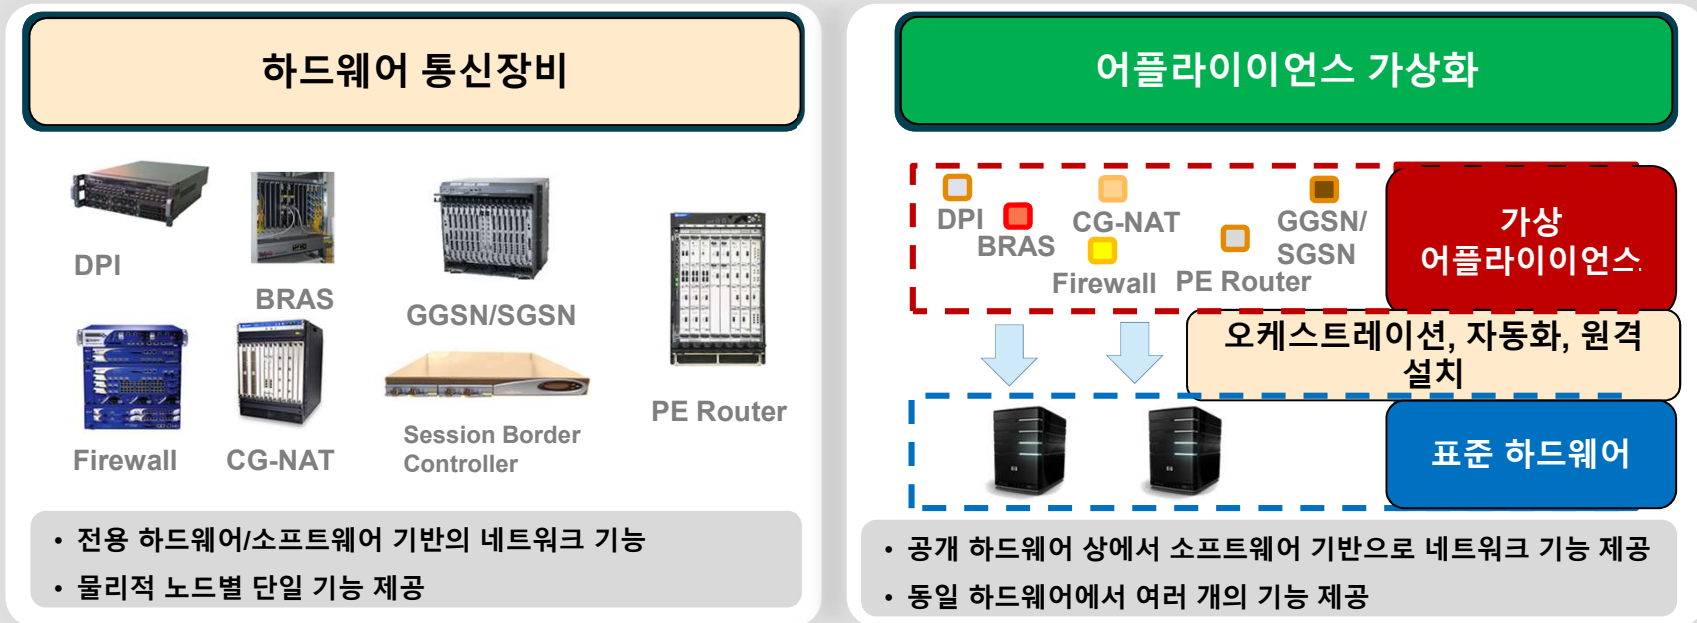 하드웨어 통신장비
DPI
BRAS
GGSN/SGSN
PE Router
Firewall
CG-NAT
Session Border
Controller
• 전용 하드웨어/소프트웨어 기반의 네트워크 기능
• 물리적 노드별 단일 기능 제공
어플라이이언스 가상화
DPI
BRAS
CG-NAT
Firewall
PE Router
GGSN/
SGSN
가상
어플라이이언스
오케스트레이션, 자동화, 원격
설치
표준 하드웨어
• 공개 하드웨어 상에서 소프트웨어 기반으로 네트워크 기능 제공
• 동일 하드웨어에서 여러 개의 기능 제공